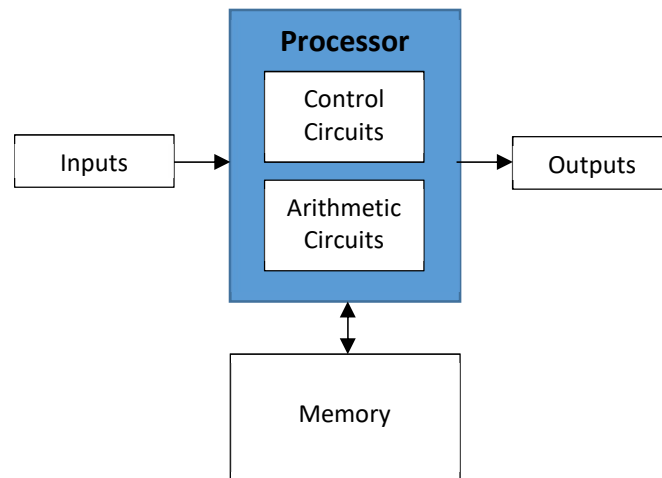 Processor
Control
Circuits
Inputs
Outputs
Arithmetic
Circuits
Memory